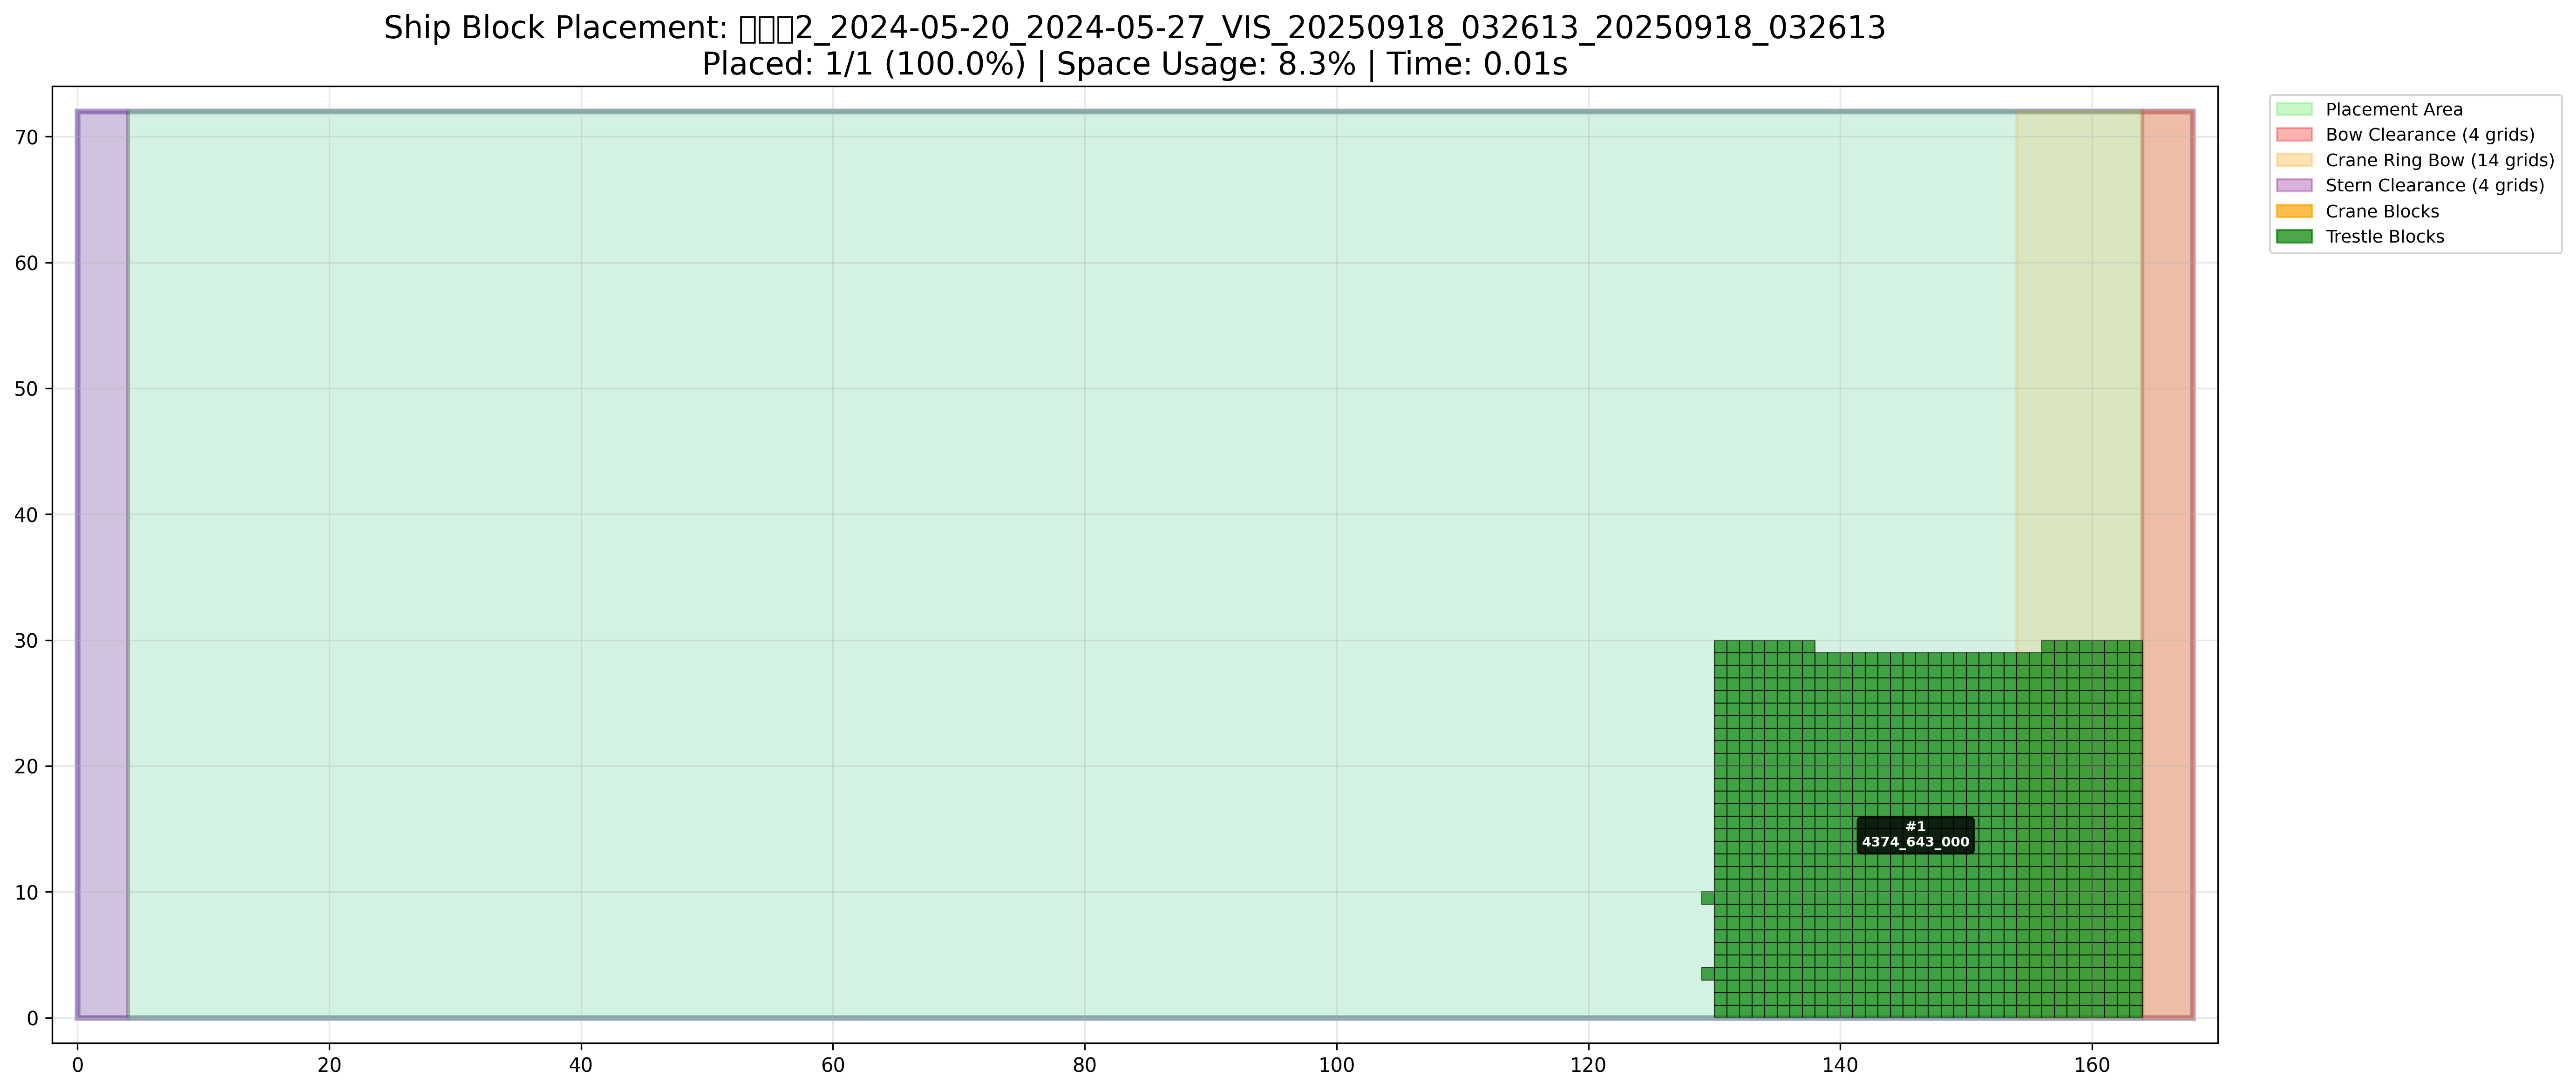 Ship Block Placement: 2_2024-05-20_2024-05-27_VIS_20250918_032613_20250918_032613
Placed: 1/1 (100.0%) | Space Usage: 8.3% | Time: 0.01s
Placement Area
Bow Clearance (4 grids)
Crane Ring Bow (14 grids)
Stern Clearance (4 grids)
Crane Blocks
Trestle Blocks
70
60
50
40
30
20
10
0
#1
4374_643_000
0 20 40 60 80 100 120 140 160